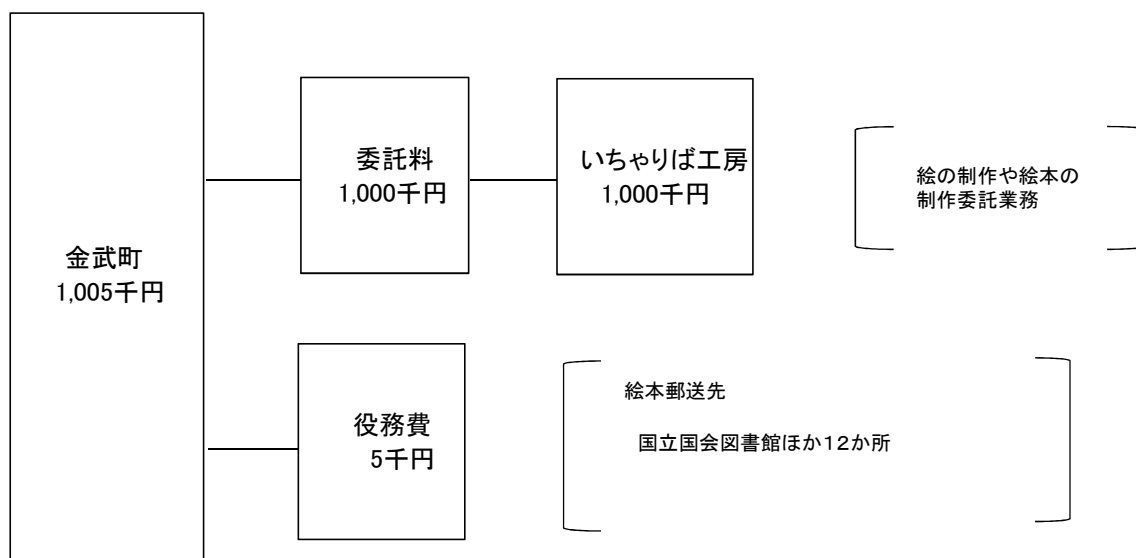 金武町
1,005千円
委託料
1,000千円
いちゃりば工房
1,000千円
絵の制作や絵本の
制作委託業務
役務費
5千円
絵本郵送先
国立国会図書館ほか12か所